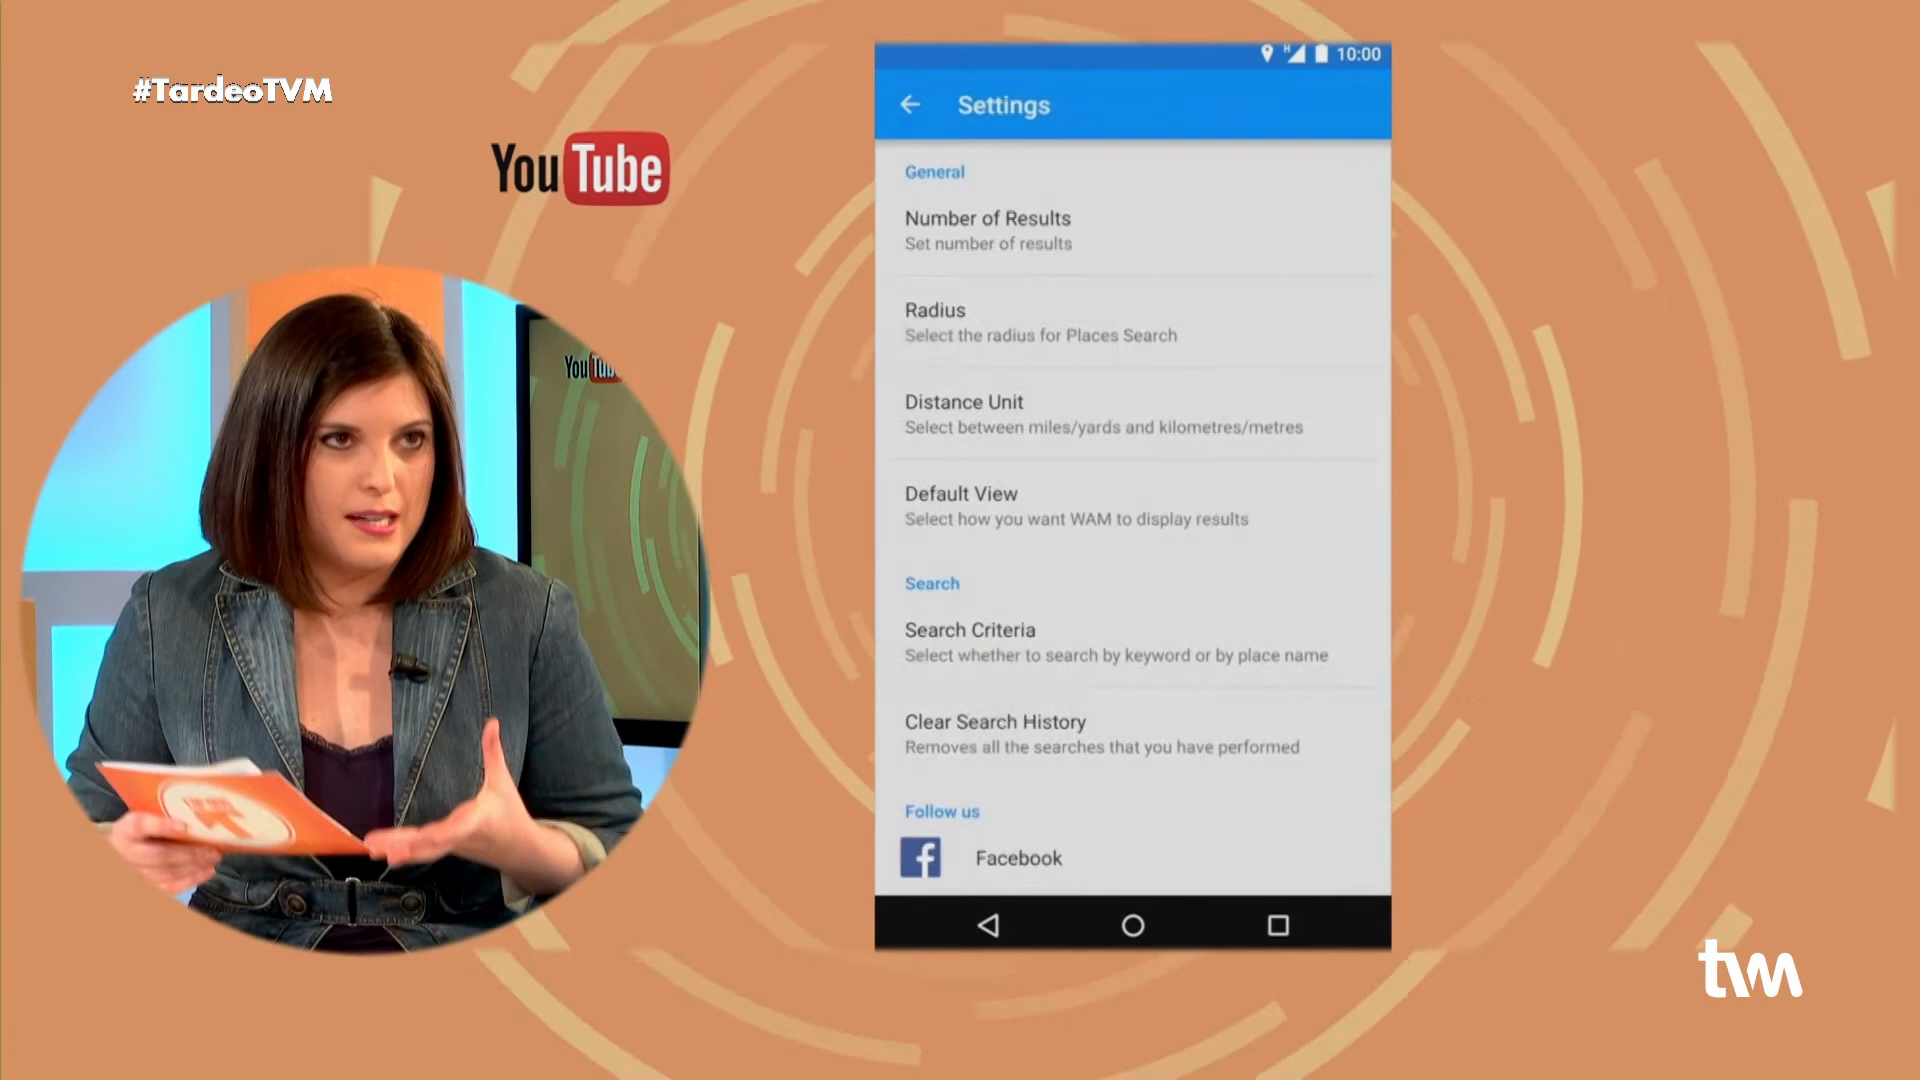 #TardeoTVM
YouTube
YouTube
10:00
Settings
General
Number of Results
Set number of results
Radius
Select the radius for Places Search
Distance Unit
Select between miles/yards and kilometres/metres
Default View
Select how you want WAM to display results
Search
Search Criteria
Select whether to search by keyword or by place name
Clear Search History
Removes all the searches that you have performed
Follow us
Facebook
tvm